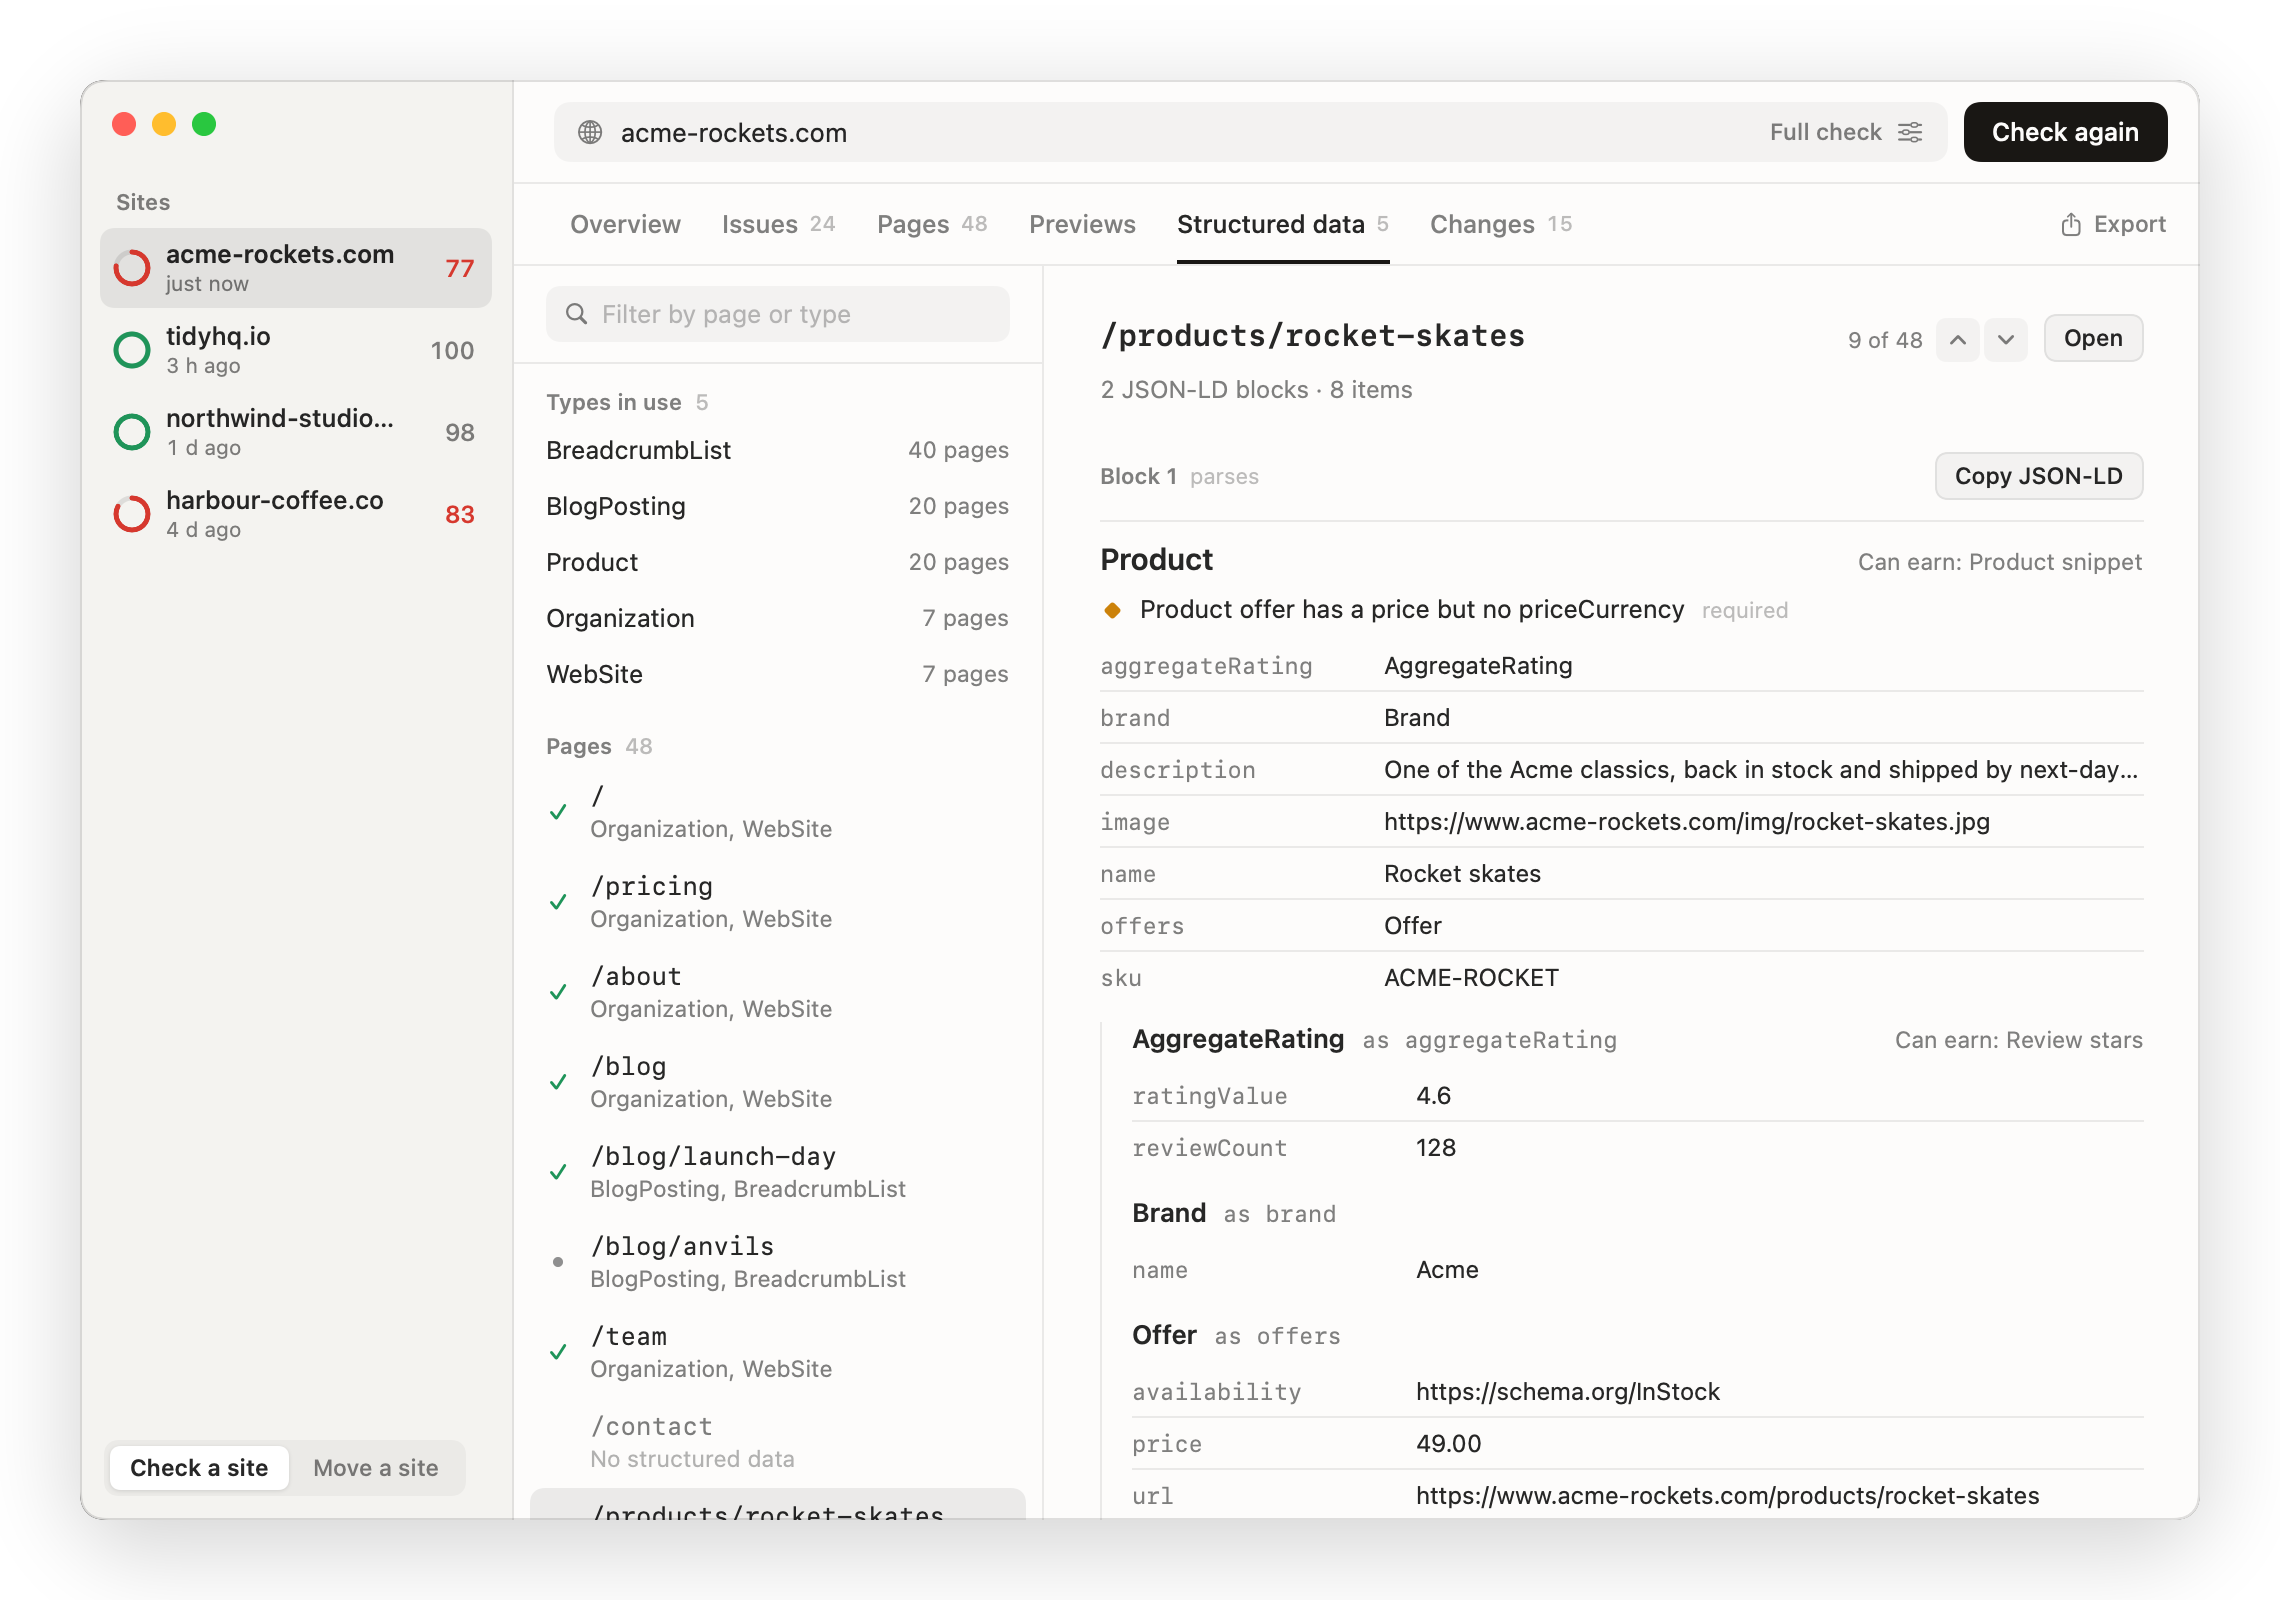 acme-rockets.com
Full check
Check again
Sites
acme-rockets.com
just now
77
tidyhq.io
3 h ago
100
northwind-studio...
1 d ago
98
harbour-coffee.co
4 d ago
83
Check a site
Move a site
Overview
Issues 24
Pages 48
Previews
Structured data 5
Changes 15
Export
Filter by page or type
Types in use 5
BreadcrumbList 40 pages
BlogPosting 20 pages
Product 20 pages
Organization 7 pages
WebSite 7 pages
Pages 48
/
Organization, WebSite
/pricing
Organization, WebSite
/about
Organization, WebSite
/blog
Organization, WebSite
/blog/launch-day
BlogPosting, BreadcrumbList
/blog/anvils
BlogPosting, BreadcrumbList
/team
Organization, WebSite
/contact
No structured data
/products/rocket-skates
/products/rocket-skates
9 of 48
Open
2 JSON-LD blocks · 8 items
Block 1 parses
Copy JSON-LD
Product
Can earn: Product snippet
Product offer has a price but no priceCurrency required
aggregateRating AggregateRating
brand Brand
description One of the Acme classics, back in stock and shipped by next-day...
image https://www.acme-rockets.com/img/rocket-skates.jpg
name Rocket skates
offers Offer
sku ACME-ROCKET
AggregateRating as aggregateRating
Can earn: Review stars
ratingValue 4.6
reviewCount 128
Brand as brand
name Acme
Offer as offers
availability https://schema.org/InStock
price 49.00
url https://www.acme-rockets.com/products/rocket-skates